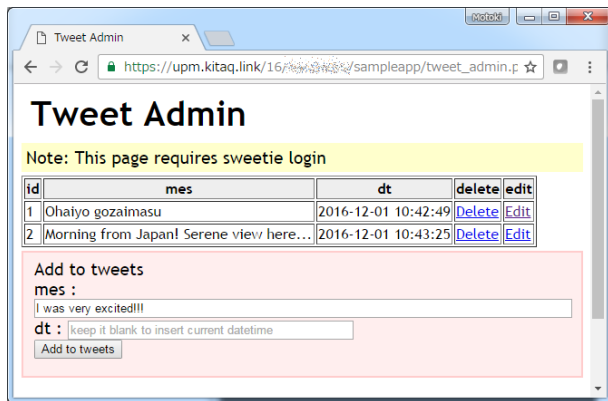 Motoki
Tweet Admin
https://upm.kitaq.link/16/ /sampleapp/tweet_admin.p
Tweet Admin
Note: This page requires sweetie login
id mes dt delete edit
1 Ohaiyo gozaimasu 2016-12-01 10:42:49 Delete Edit
2 Morning from Japan! Serene view here... 2016-12-01 10:43:25 Delete Edit
Add to tweets
mes :
I was very excited!!!
dt : keep it blank to insert current datetime
Add to tweets